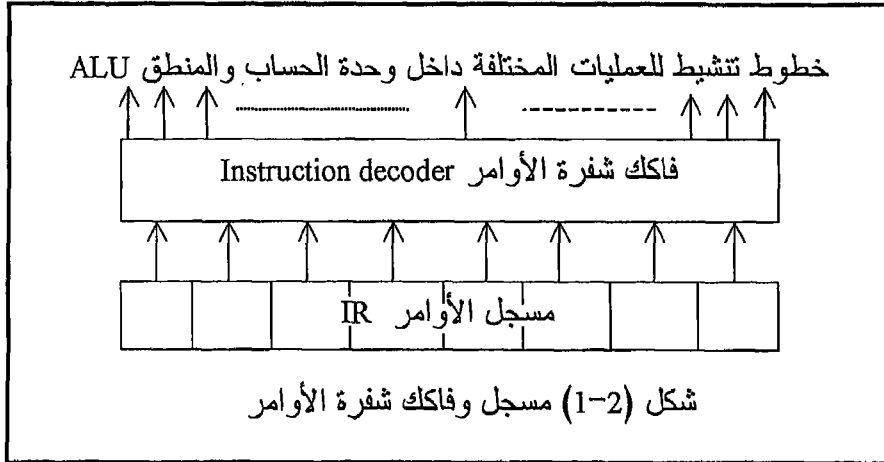 خطوط تنشيط للعمليات المختلفة داخل وحدة الحساب والمنطق ALU
فاكك شفرة الأوامر Instruction decoder
مسجل الأوامر IR
شكل (2-1) مسجل وفاكك شفرة الأوامر